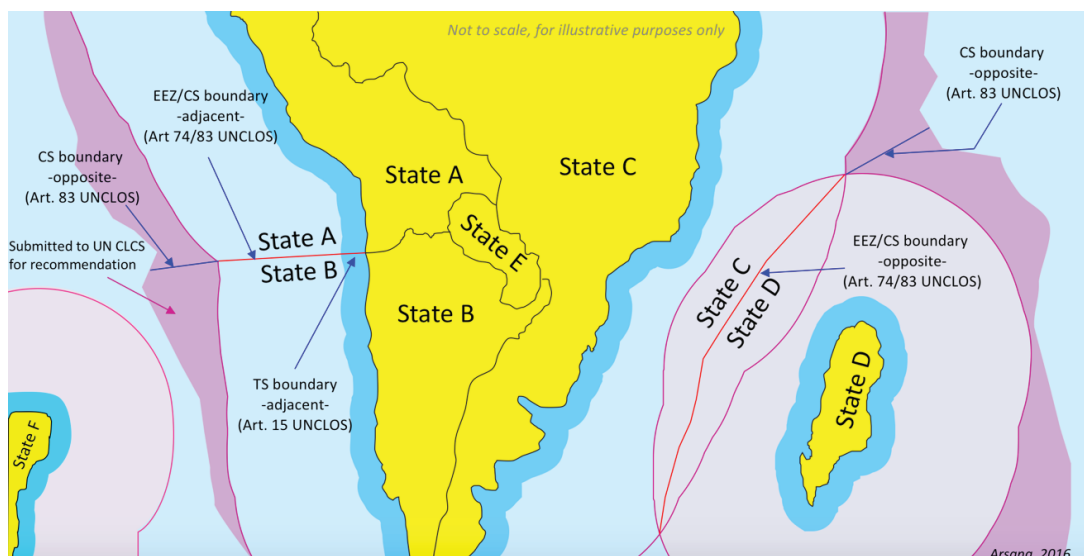 Not to scale, for illustrative purposes only
CS boundary
-opposite-
(Art. 83 UNCLOS)
EEZ/CS boundary
-adjacent-
(Art 74/83 UNCLOS)
CS boundary
-opposite-
(Art. 83 UNCLOS)
Submitted to UN CLCS
for recommendation
State A
State B
State A
State C
State E
State B
TS boundary
-adjacent-
(Art. 15 UNCLOS)
State C
State D
EEZ/CS boundary
-opposite-
(Art. 74/83 UNCLOS)
State D
State F
Arsana, 2016